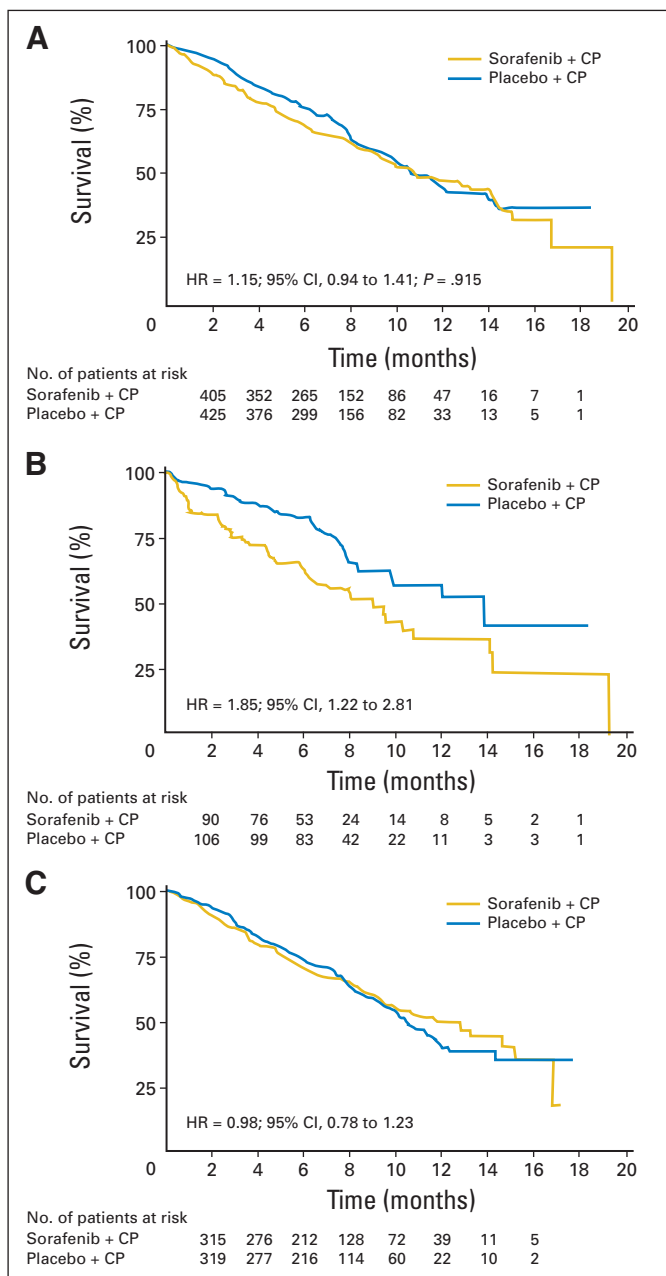 A
Sorafenib + CP
Placebo + CP
Survival (%)
100
75
50
25
0
HR = 1.15; 95% CI, 0.94 to 1.41; P = .915
2 4 6 8 10 12 14 16 18 20
Time (months)
No. of patients at risk
Sorafenib + CP 405 352 265 152 86 47 16 7 1
Placebo + CP 425 376 299 156 82 33 13 5 1
B
Sorafenib + CP
Placebo + CP
Survival (%)
100
75
50
25
0
HR = 1.85; 95% CI, 1.22 to 2.81
2 4 6 8 10 12 14 16 18 20
Time (months)
No. of patients at risk
Sorafenib + CP 90 76 53 24 14 8 5 2 1
Placebo + CP 106 99 83 42 22 11 3 3 1
C
Sorafenib + CP
Placebo + CP
Survival (%)
100
75
50
25
0
HR = 0.98; 95% CI, 0.78 to 1.23
2 4 6 8 10 12 14 16 18 20
Time (months)
No. of patients at risk
Sorafenib + CP 315 276 212 128 72 39 11 5
Placebo + CP 319 277 216 114 60 22 10 2